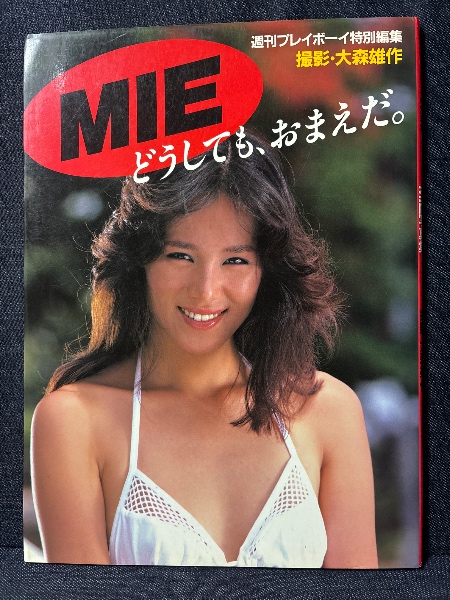 週刊プレイボーイ特別編集
撮影・大森雄作
MIE
どうしても、おまえだ。